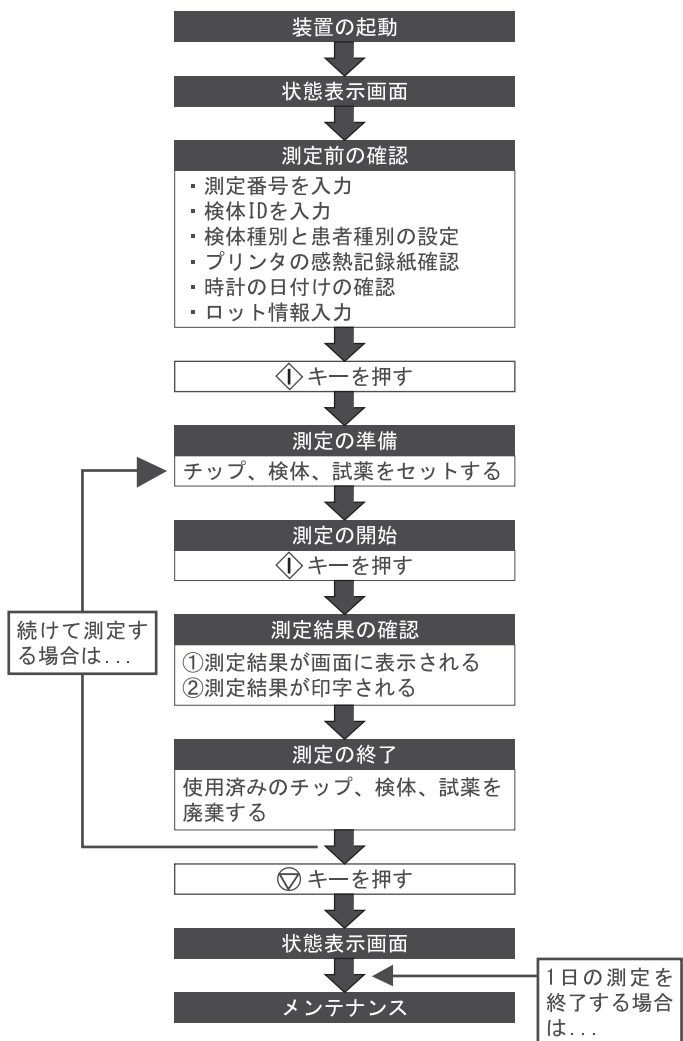 装置の起動
状態表示画面
測定前の確認
・測定番号を入力
・検体IDを入力
・検体種別と患者種別の設定
・プリンタの感熱記録紙確認
・時計の日付けの確認
・ロット情報入力
キーを押す
測定の準備
チップ、検体、試薬をセットする
測定の開始
キーを押す
続けて測定す
る場合は...
測定結果の確認
①測定結果が画面に表示される
②測定結果が印字される
測定の終了
使用済みのチップ、検体、試薬を
廃棄する
キーを押す
状態表示画面
1日の測定を
終了する場合
は...
メンテナンス